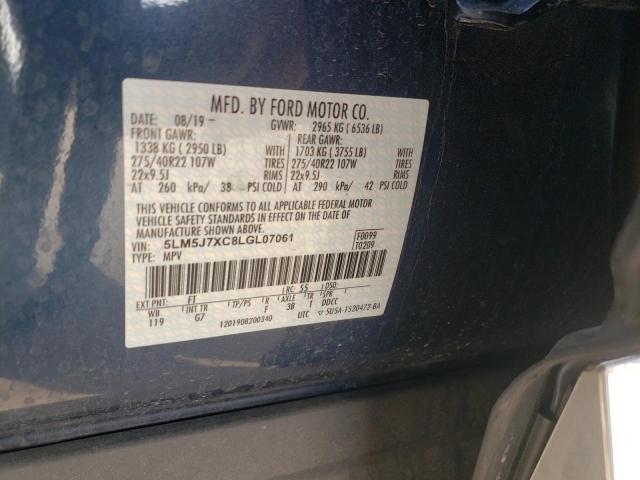 MFD. BY FORD MOTOR CO.
DATE: 08/19 GVWR: 2965 KG ( 6536 LB)
FRONT GAWR: REAR GAWR:
1338 KG ( 2950 LB) WITH 1703 KG ( 3755 LB) WITH
275/40R22 107W TIRES 275/40R22 107W TIRES
22x9.5J RIMS 22x9.5J RIMS
AT 260 kPa/ 38 PSI COLD AT 290 kPa/ 42 PSI COLD
THIS VEHICLE CONFORMS TO ALL APPLICABLE FEDERAL MOTOR
VEHICLE SAFETY STANDARD IN EFFECT ON THE DATE OF
MANUFACTURE SHOWN ABOVE.
VIN: 5LM5J7XC8LGL07061 F0099
TYPE: MPV T0209
EXT PNT: FT RC: 55 DSO:
WB INT TR TP/PS R AXLE TR SPR
119 G7 F 3B T DDCC
1201908200340 UTC 5U5A-1520472-BA